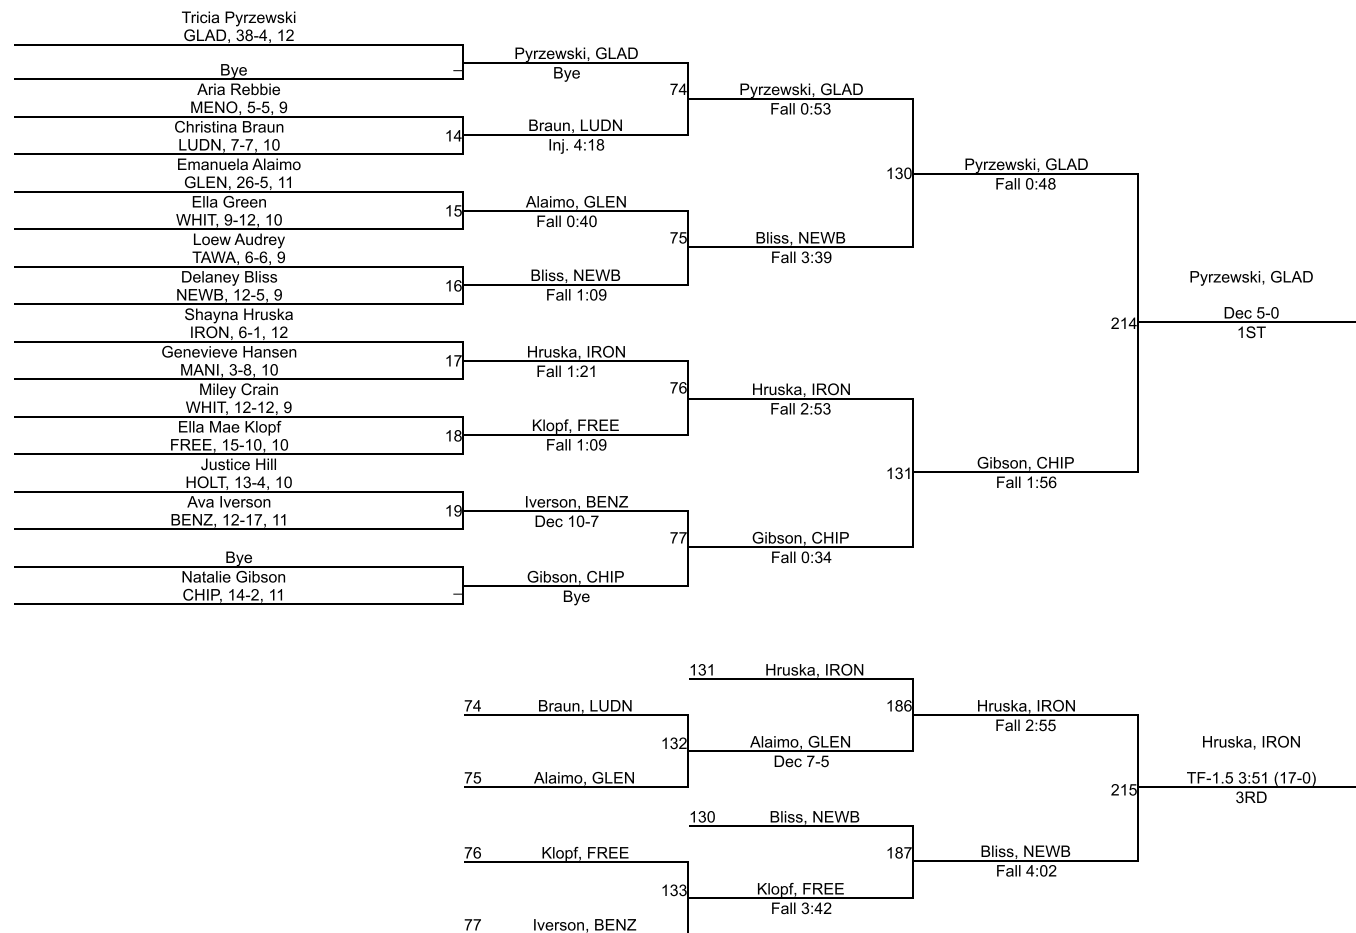 Tricia Pyrzewski
GLAD, 38-4, 12
Bye
Aria Rebbie
MENO, 5-5, 9
Christina Braun
LUDN, 7-7, 10
Emanuela Alaimo
GLEN, 26-5, 11
Ella Green
WHIT, 9-12, 10
Loew Audrey
TAWA, 6-6, 9
Delaney Bliss
NEWB, 12-5, 9
Shayna Hruska
IRON, 6-1, 12
Genevieve Hansen
MANI, 3-8, 10
Miley Crain
WHIT, 12-12, 9
Ella Mae Klopf
FREE, 15-10, 10
Justice Hill
HOLT, 13-4, 10
Ava Iverson
BENZ, 12-17, 11
Bye
Natalie Gibson
CHIP, 14-2, 11
–
14
15
16
17
18
19
–
Pyrzewski, GLAD
Bye
Braun, LUDN
Inj. 4:18
Alaimo, GLEN
Fall 0:40
Bliss, NEWB
Fall 1:09
Hruska, IRON
Fall 1:21
Klopf, FREE
Fall 1:09
Iverson, BENZ
Dec 10-7
Gibson, CHIP
Bye
74
75
76
77
Pyrzewski, GLAD
Fall 0:53
Bliss, NEWB
Fall 3:39
Hruska, IRON
Fall 2:53
Gibson, CHIP
Fall 0:34
130
131
Pyrzewski, GLAD
Fall 0:48
Gibson, CHIP
Fall 1:56
214
Pyrzewski, GLAD
Dec 5-0
1ST
74 Braun, LUDN
75 Alaimo, GLEN
76 Klopf, FREE
77 Iverson, BENZ
132
133
131 Hruska, IRON
Alaimo, GLEN
Dec 7-5
130 Bliss, NEWB
Klopf, FREE
Fall 3:42
186
187
Hruska, IRON
Fall 2:55
Bliss, NEWB
Fall 4:02
215
Hruska, IRON
TF-1.5 3:51 (17-0)
3RD